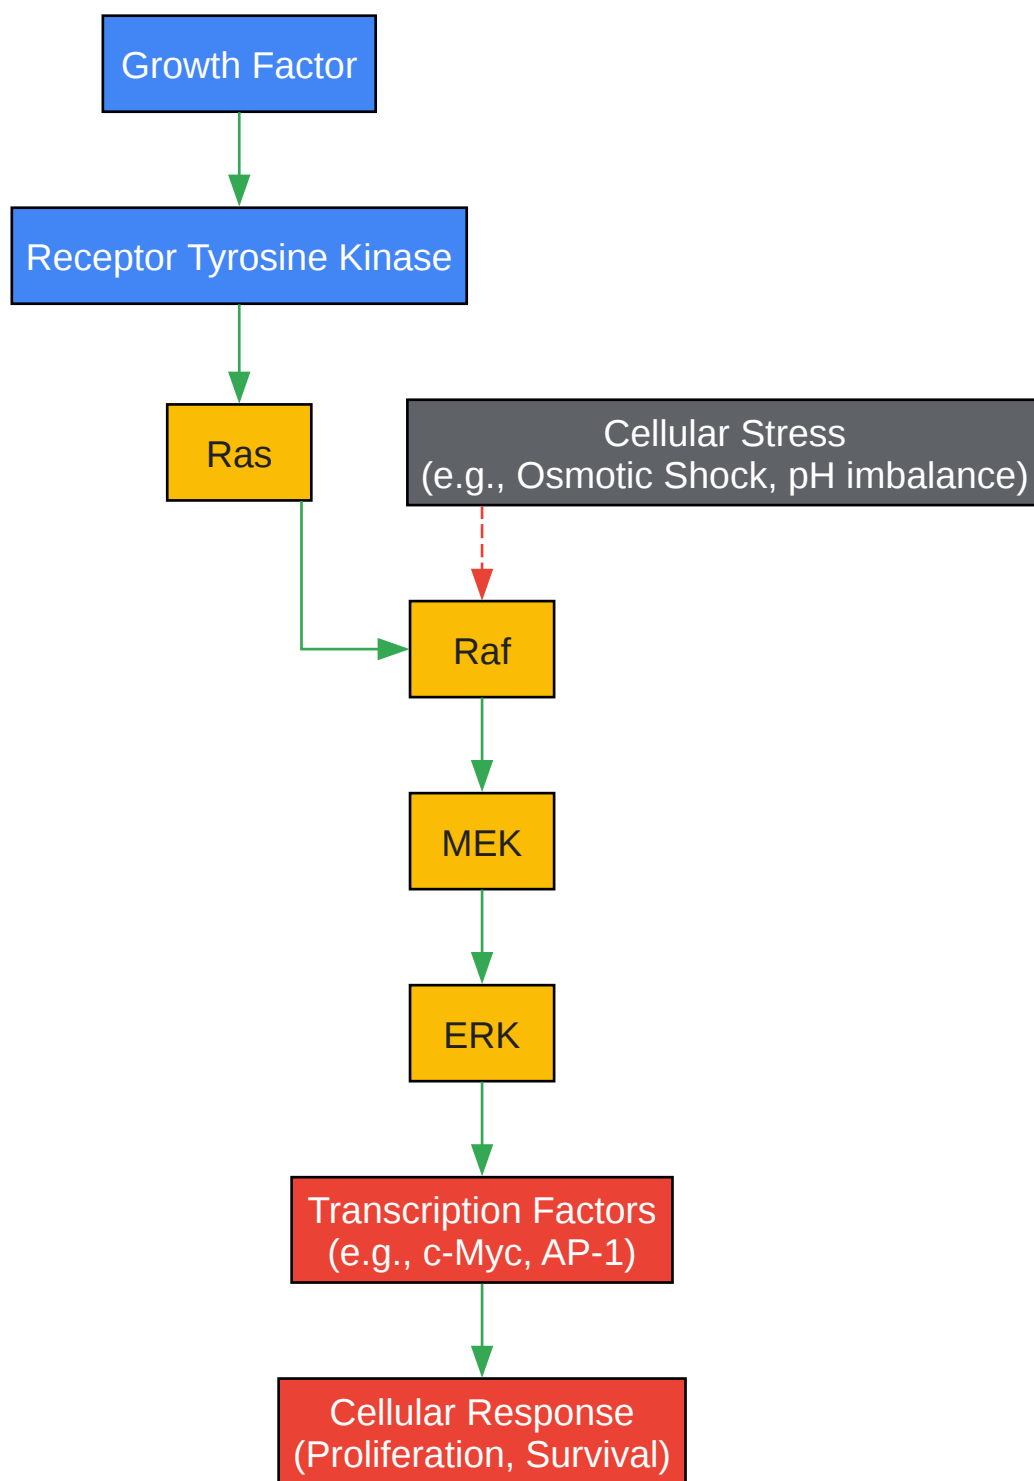 Growth Factor
Receptor Tyrosine Kinase
Ras
Cellular Stress
(e.g., Osmotic Shock, pH imbalance)
Raf
MEK
ERK
Transcription Factors
(e.g., c-Myc, AP-1)
Cellular Response
(Proliferation, Survival)